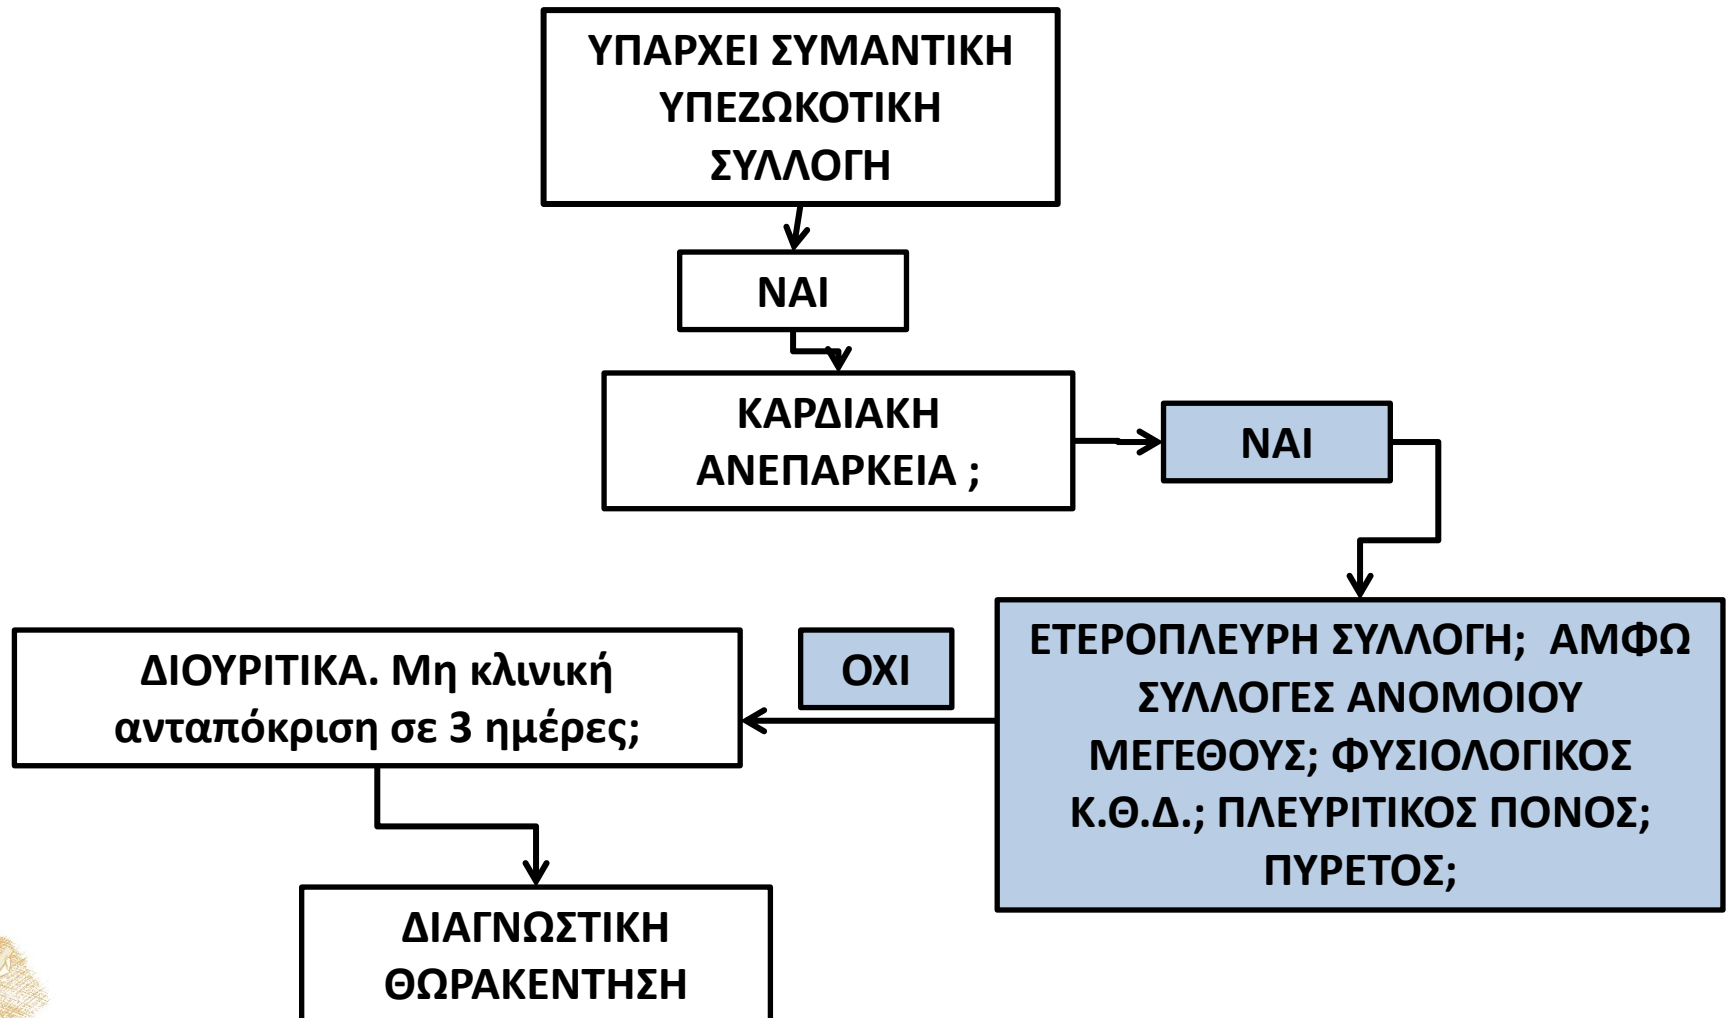 ΥΠΑΡΧΕΙ ΣΥΜΑΝΤΙΚΗ
ΥΠΕΖΩΚΟΤΙΚΗ
ΣΥΛΛΟΓΗ
ΝΑΙ
ΚΑΡΔΙΑΚΗ
ΑΝΕΠΑΡΚΕΙΑ ;
ΝΑΙ
ΕΤΕΡΟΠΛΕΥΡΗ ΣΥΛΛΟΓΗ; ΑΜΦΩ
ΣΥΛΛΟΓΕΣ ΑΝΟΜΟΙΟΥ
ΜΕΓΕΘΟΥΣ; ΦΥΣΙΟΛΟΓΙΚΟΣ
Κ.Θ.Δ.; ΠΛΕΥΡΙΤΙΚΟΣ ΠΟΝΟΣ;
ΠΥΡΕΤΟΣ;
ΟΧΙ
ΔΙΟΥΡΙΤΙΚΑ. Μη κλινική
ανταπόκριση σε 3 ημέρες;
ΔΙΑΓΝΩΣΤΙΚΗ
ΘΩΡΑΚΕΝΤΗΣΗ